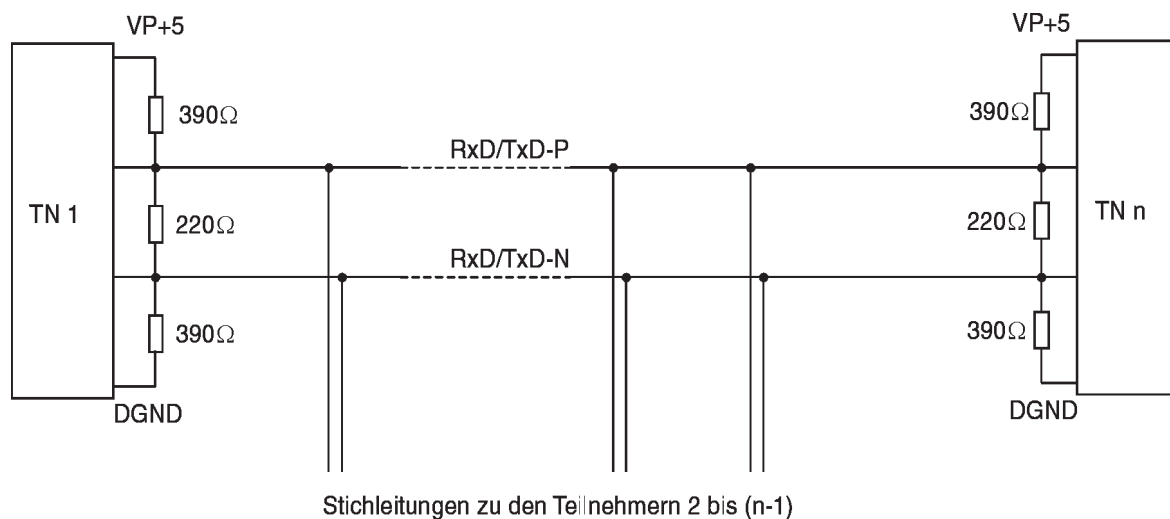 VP+5
VP+5
390Ω
390Ω
RxD/TxD-P
TN 1
220Ω
220Ω
TN n
RxD/TxD-N
390Ω
390Ω
DGND
DGND
Stichleitungen zu den Teilnehmern 2 bis (n-1)